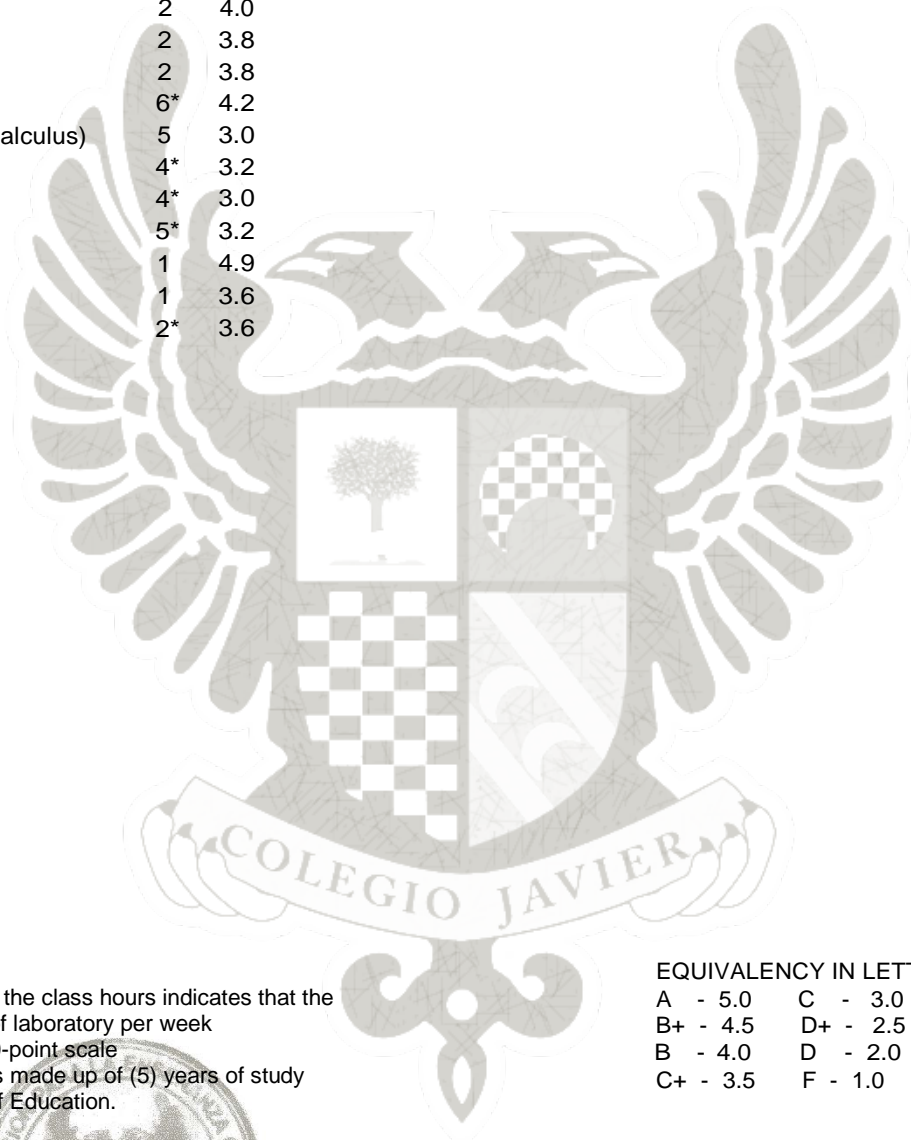 2 4.0
2 3.8
2 3.8
6* 4.2
alculus) 5 3.0
4* 3.2
4* 3.0
5* 3.2
1 4.9
1 3.6
2* 3.6
COLEGIO JAVIER
the class hours indicates that the
f laboratory per week
-point scale
s made up of (5) years of study
f Education.
EQUIVALENCY IN LETT
A - 5.0 C - 3.0
B+ - 4.5 D+ - 2.5
B - 4.0 D - 2.0
C+ - 3.5 F - 1.0